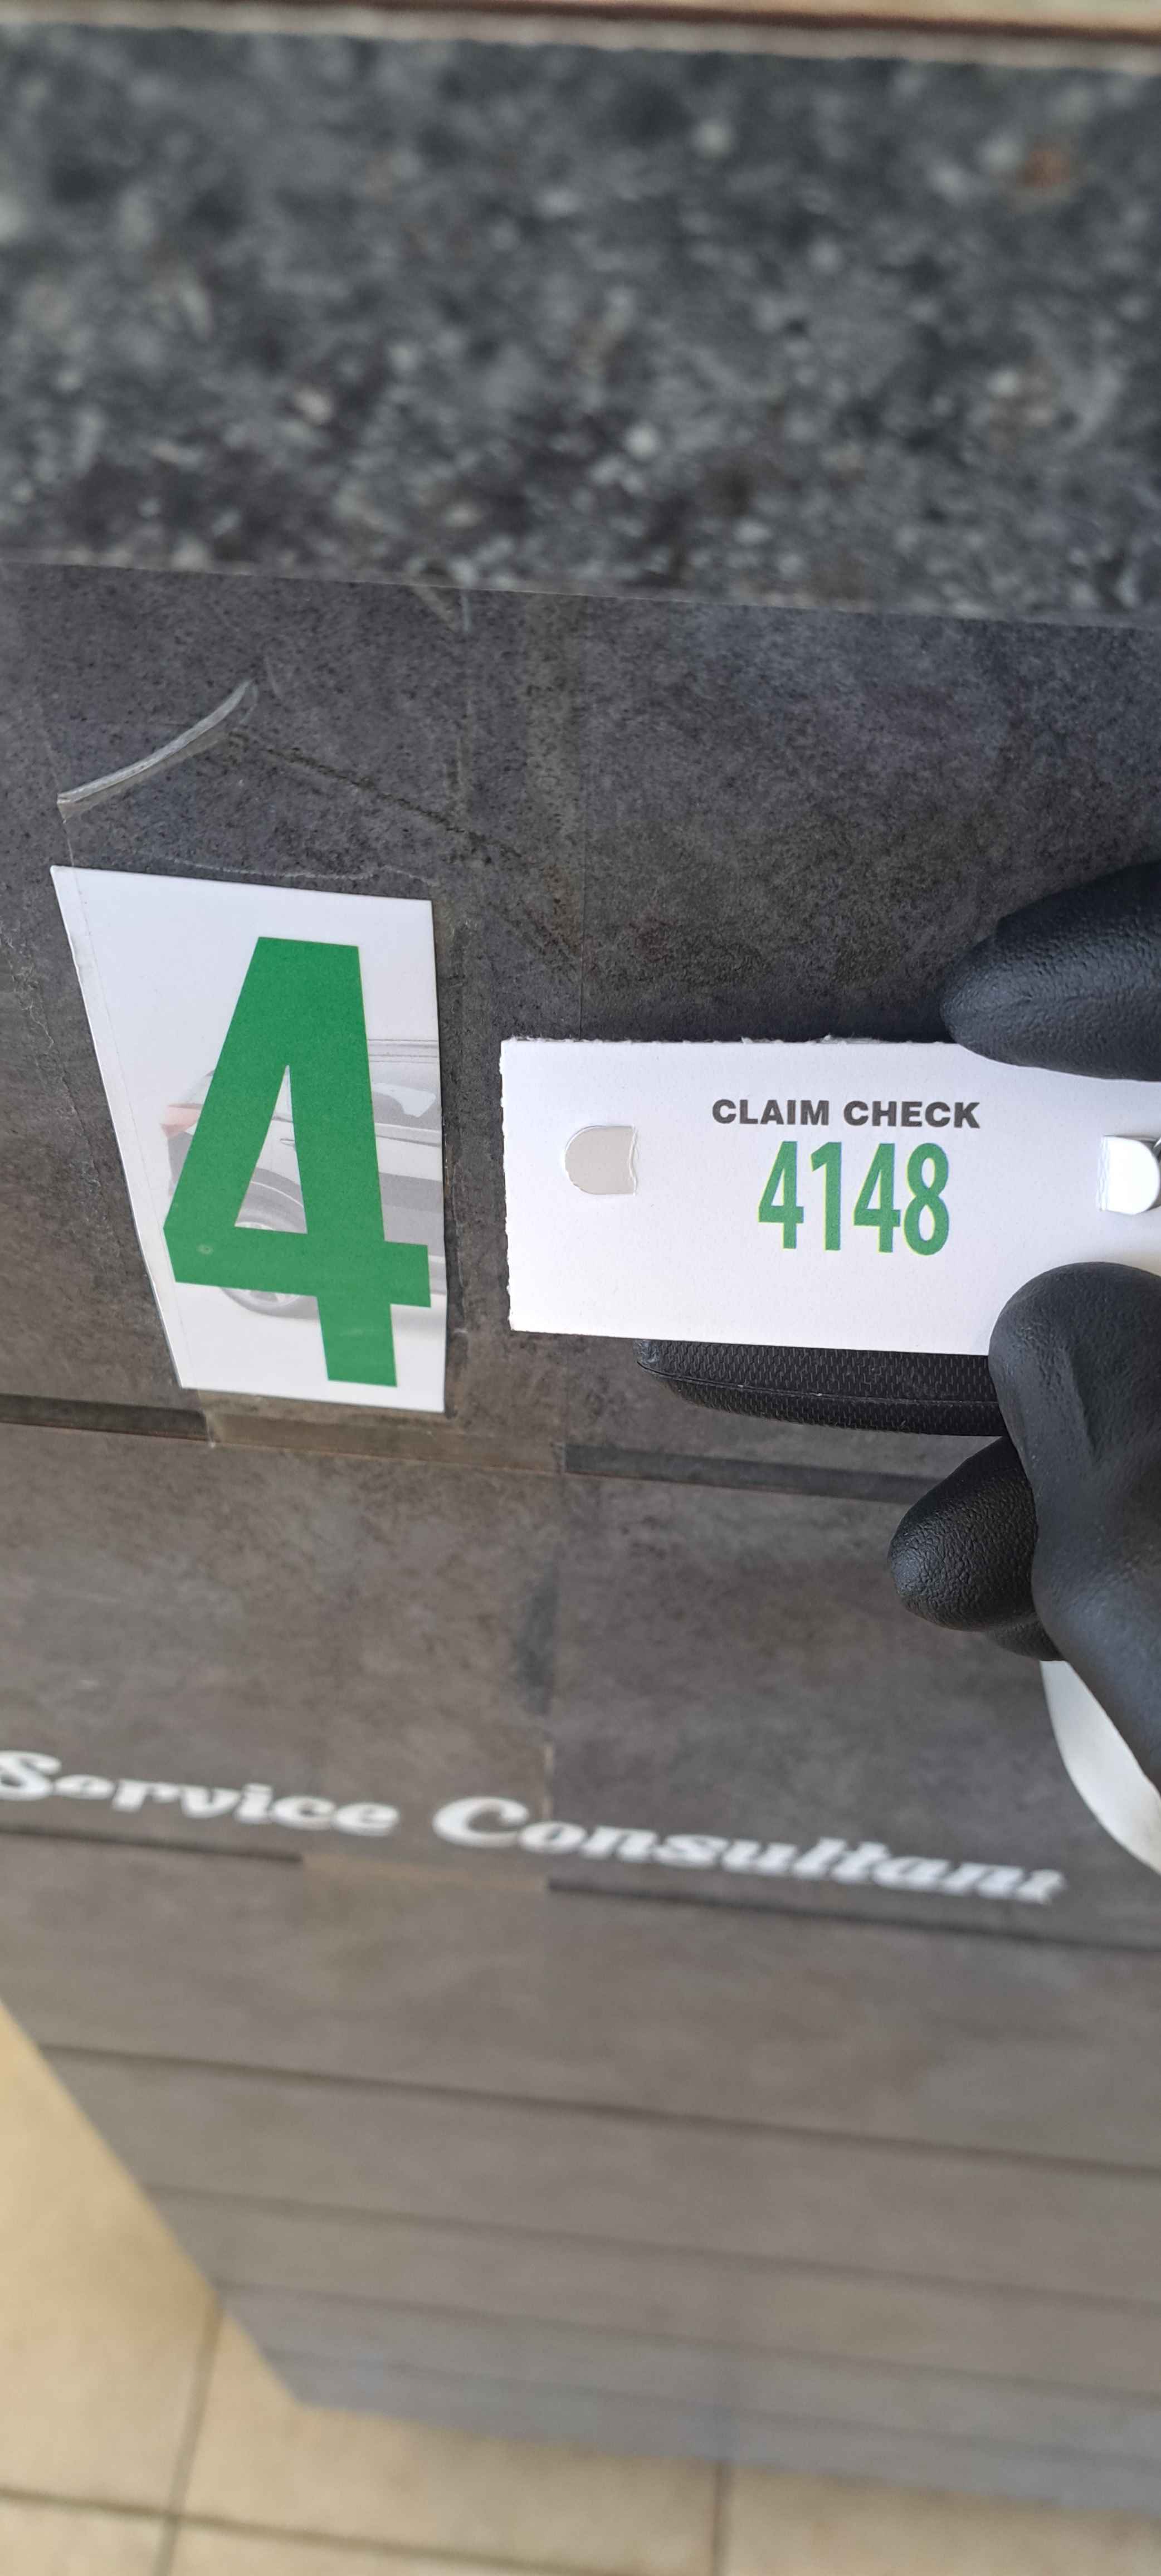 4
CLAIM CHECK
4148
Service Consultant